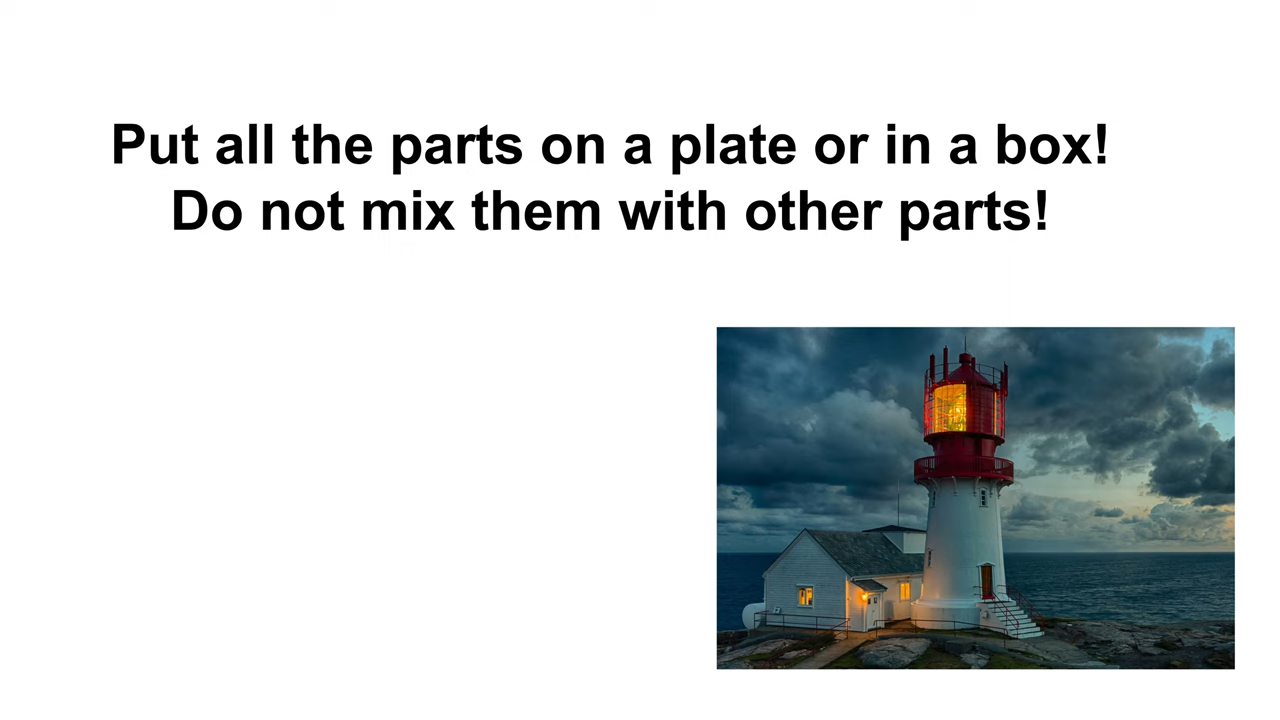 Put all the parts on a plate or in a box!
Do not mix them with other parts!